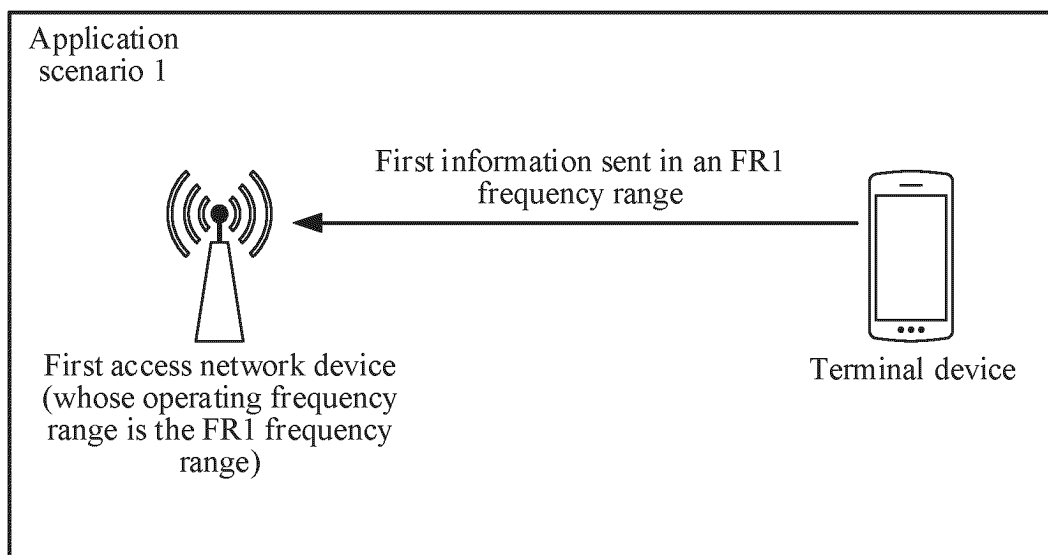 Application
scenario 1
First information sent in an FR1
frequency range
First access network device
(whose operating frequency
range is the FR1 frequency
range)
Terminal device